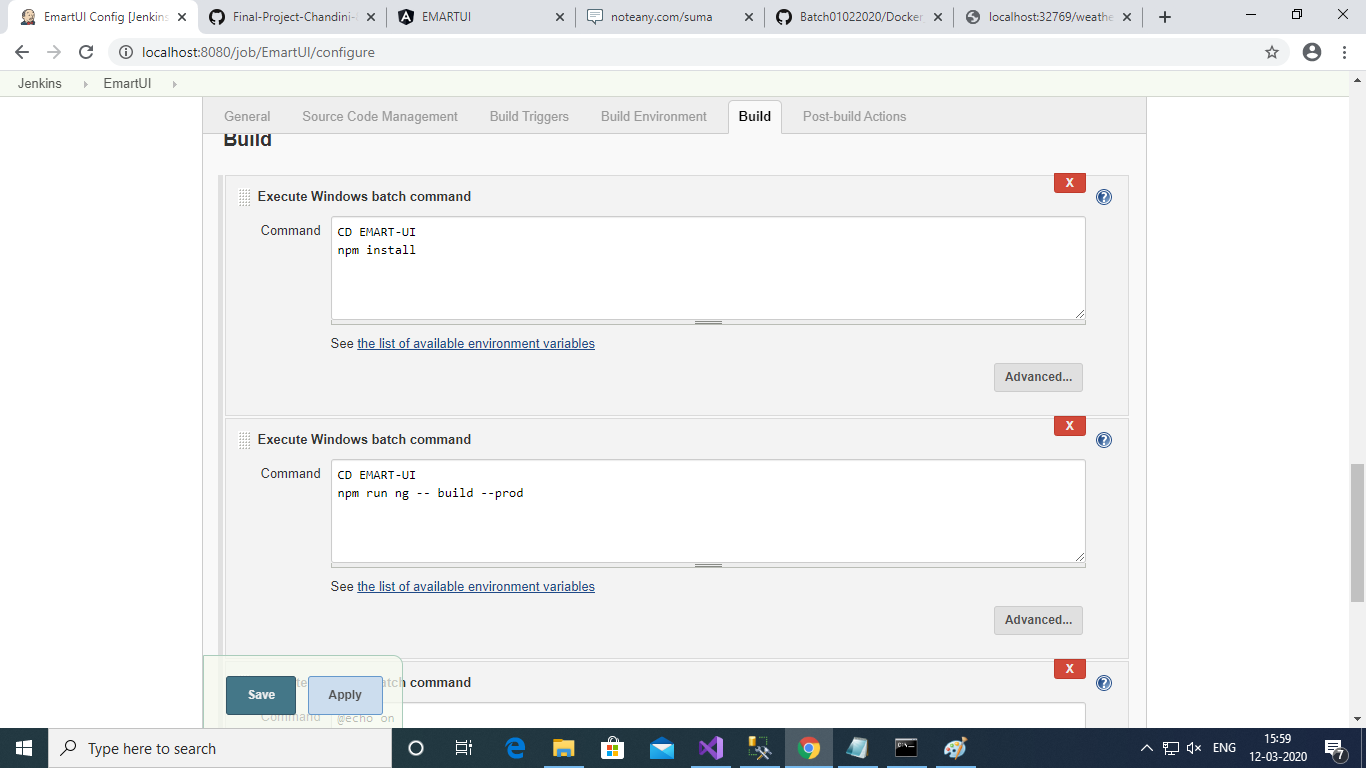 EmartUI Config [Jenkins
Final-Project-Chandini-
EMARTUI
noteany.com/suma
Batch01022020/Docker
localhost:32769/weathe
localhost:8080/job/EmartUI/configure
Jenkins
EmartUI
General
Source Code Management
Build Triggers
Build Environment
Build
Post-build Actions
Build
X
Execute Windows batch command
?
Command
CD EMART-UI
npm install
See the list of available environment variables
Advanced...
X
Execute Windows batch command
?
Command
CD EMART-UI
npm run ng -- build --prod
See the list of available environment variables
Advanced...
X
command
?
Save
Apply
Command
@echo on
Type here to search
ENG
15:59
12-03-2020
7